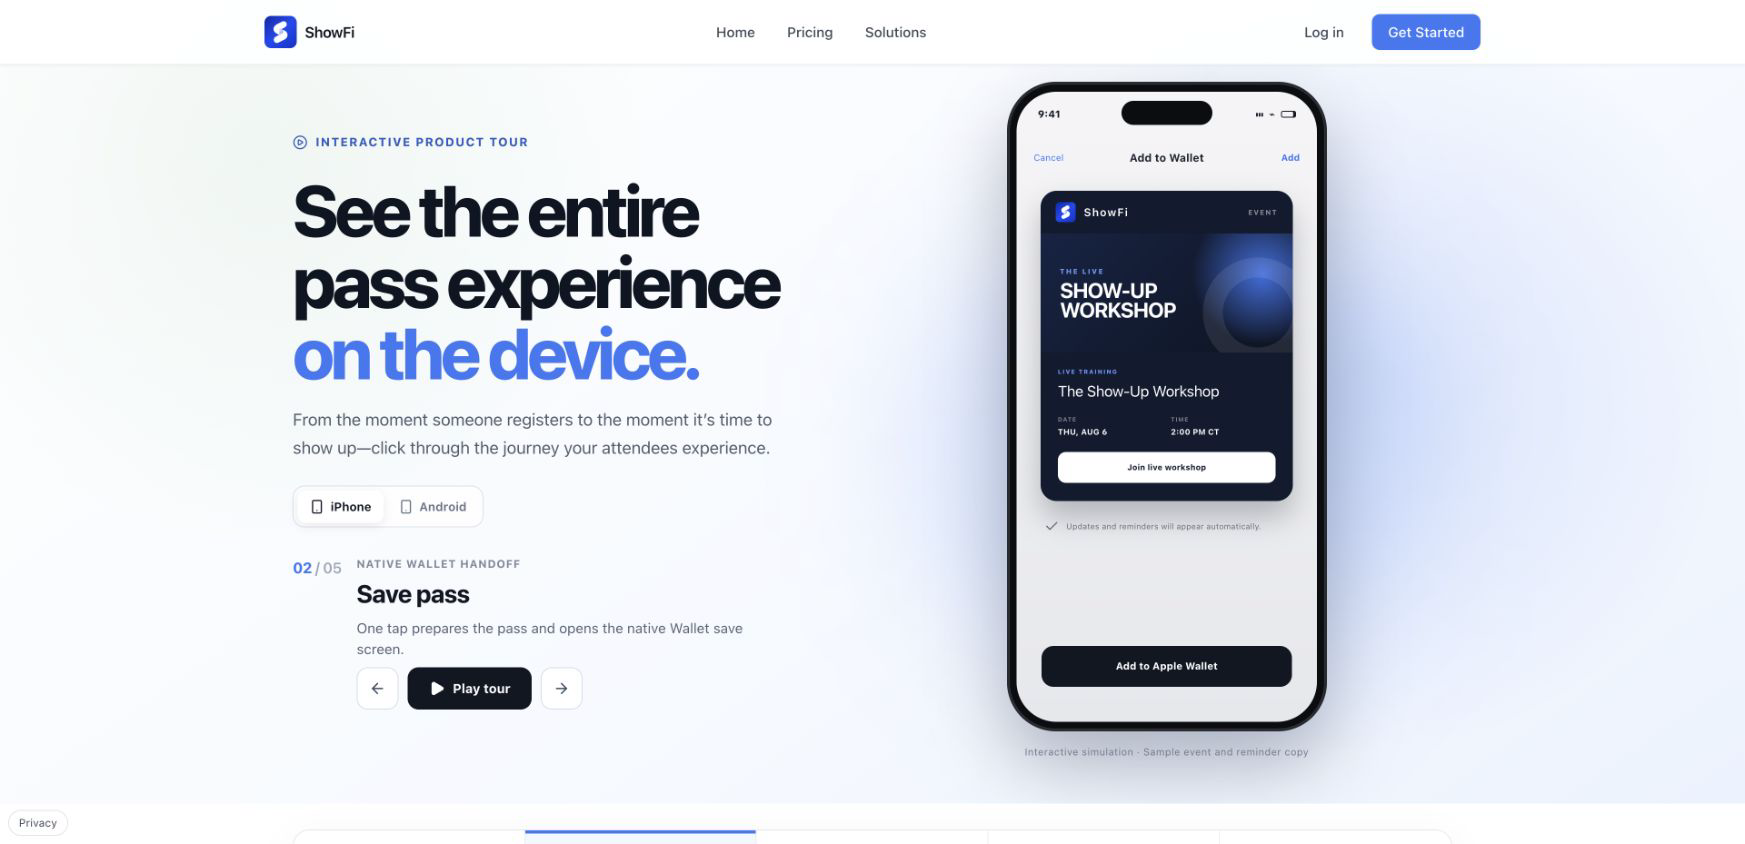 ShowFi
Home
Pricing
Solutions
Log in
Get Started
INTERACTIVE PRODUCT TOUR
See the entire
pass experience
on the device.
From the moment someone registers to the moment it’s time to
show up—click through the journey your attendees experience.
iPhone
Android
02 / 05
NATIVE WALLET HANDOFF
Save pass
One tap prepares the pass and opens the native Wallet save
screen.
Play tour
9:41
Cancel
Add to Wallet
Add
ShowFi
EVENT
THE LIVE
SHOW-UP
WORKSHOP
LIVE TRAINING
The Show-Up Workshop
DATE
TIME
THU, AUG 6
2:00 PM CT
Join live workshop
Updates and reminders will appear automatically.
Add to Apple Wallet
Interactive simulation · Sample event and reminder copy
Privacy